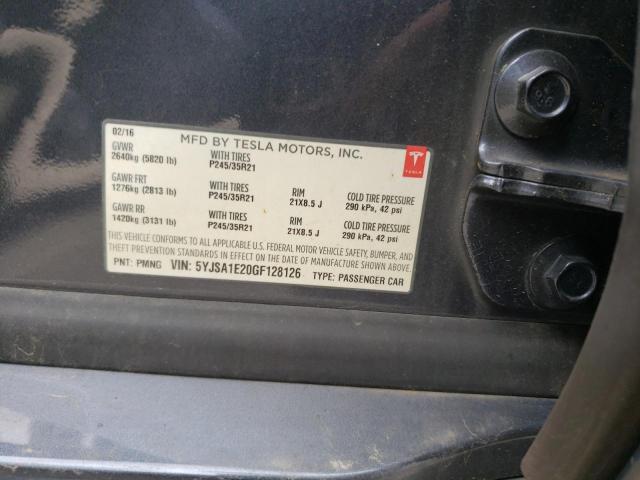 02/16
MFD BY TESLA MOTORS, INC.
GVWR
2640kg (5820 lb)
WITH TIRES
P245/35R21
GAWR FRT
1276kg (2813 lb)
WITH TIRES
P245/35R21
RIM
21X8.5 J
COLD TIRE PRESSURE
290 kPa, 42 psi
GAWR RR
1420kg (3131 lb)
WITH TIRES
P245/35R21
RIM
21X8.5 J
COLD TIRE PRESSURE
290 kPa, 42 psi
THIS VEHICLE CONFORMS TO ALL APPLICABLE U.S. FEDERAL MOTOR VEHICLE SAFETY, BUMPER, AND
THEFT PREVENTION STANDARDS IN EFFECT ON THE DATE OF MANUFACTURE SHOWN ABOVE.
PNT: PMNG VIN: 5YJSA1E20GF128126 TYPE: PASSENGER CAR
TESLA